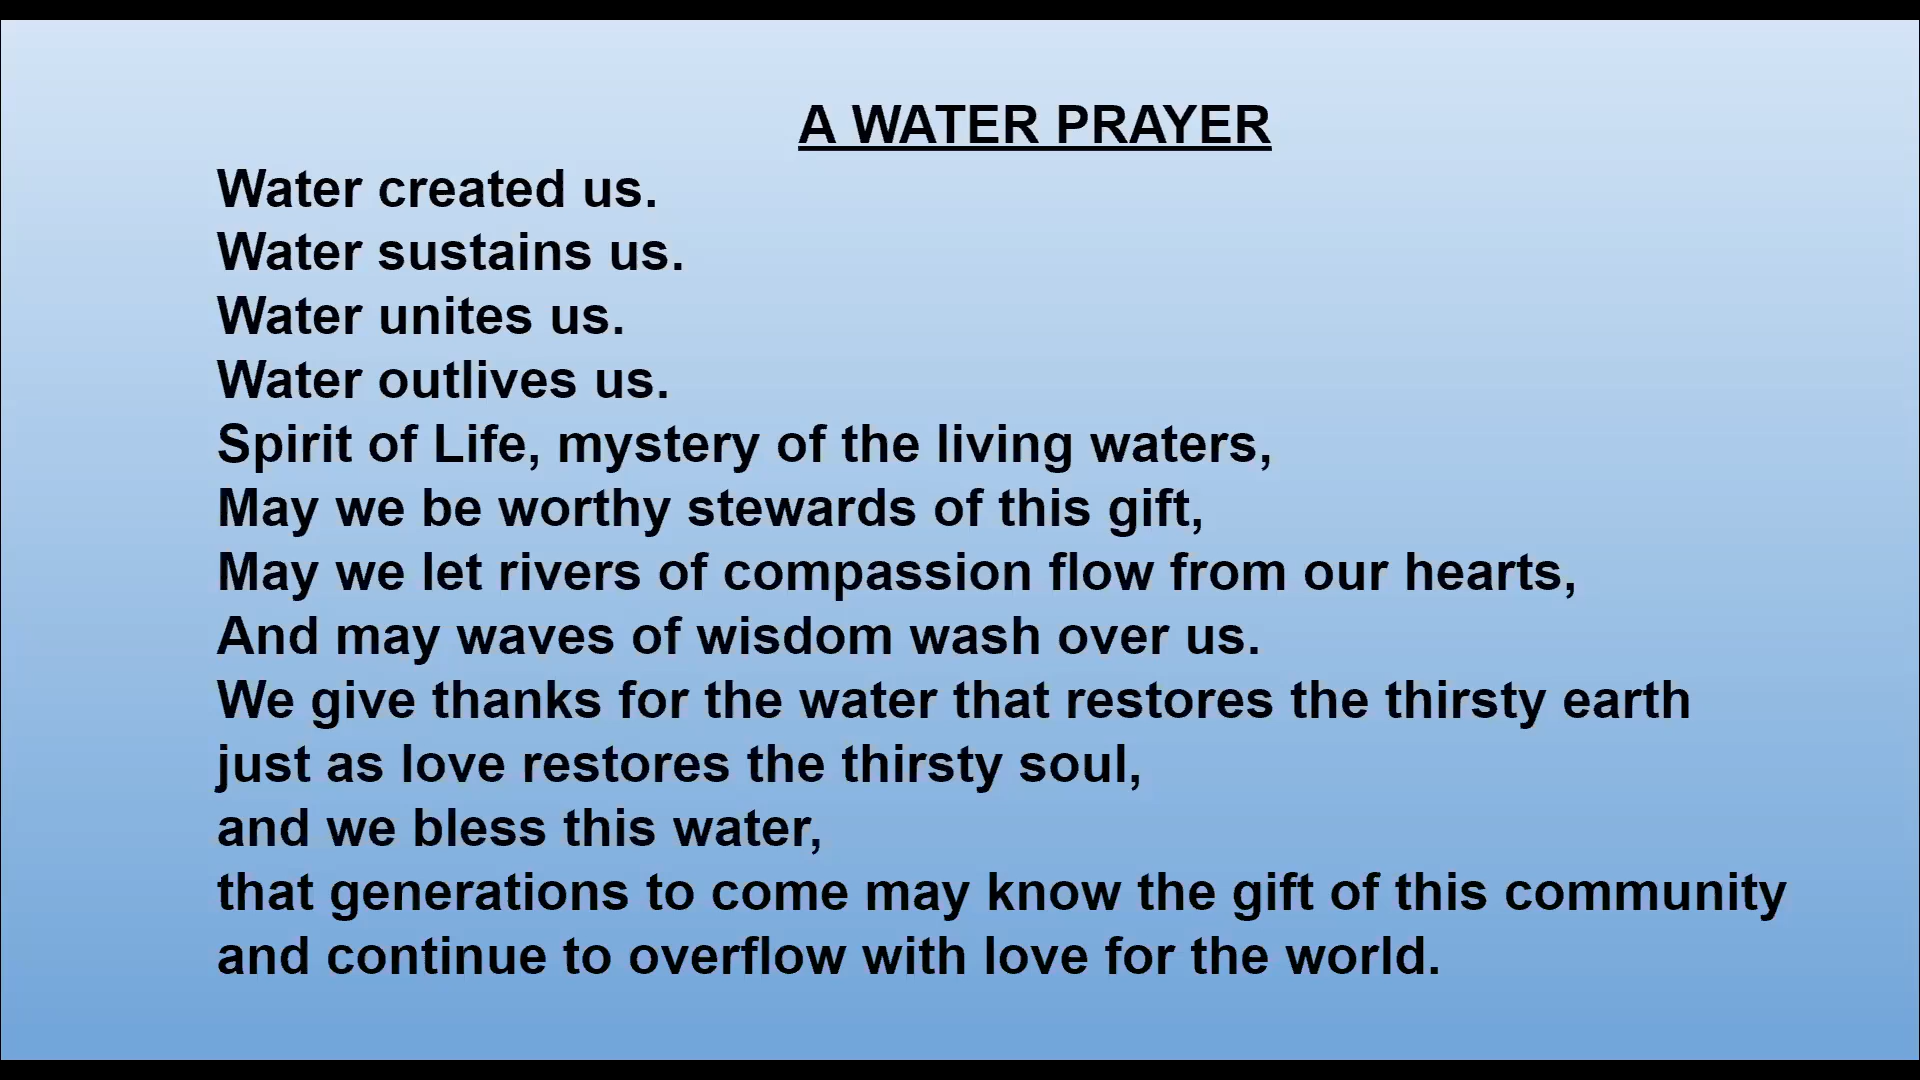 A WATER PRAYER
Water created us.
Water sustains us.
Water unites us.
Water outlives us.
Spirit of Life, mystery of the living waters,
May we be worthy stewards of this gift,
May we let rivers of compassion flow from our hearts,
And may waves of wisdom wash over us.
We give thanks for the water that restores the thirsty earth
just as love restores the thirsty soul,
and we bless this water,
that generations to come may know the gift of this community
and continue to overflow with love for the world.